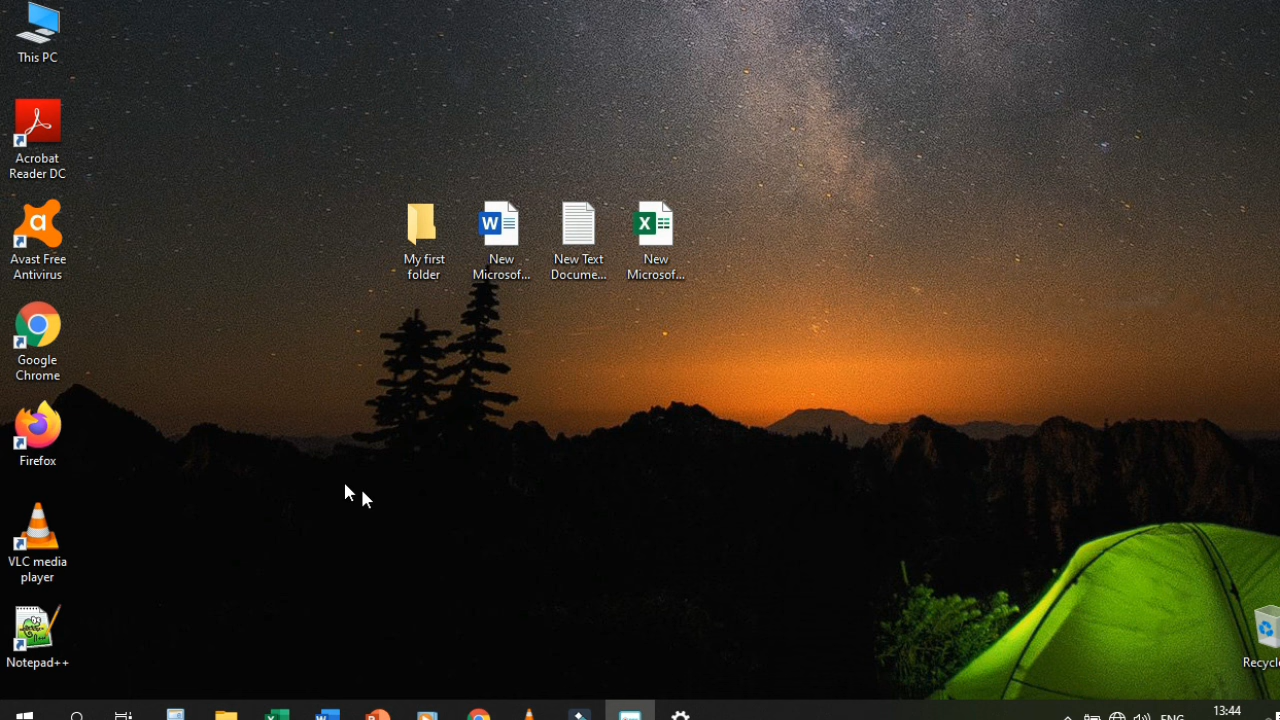 This PC
Acrobat
Reader DC
Avast Free
Antivirus
Google
Chrome
Firefox
VLC media
player
Notepad++
My first
folder
New
Microsof...
New Text
Docume...
New
Microsof...
Recycle
13:44
ENG